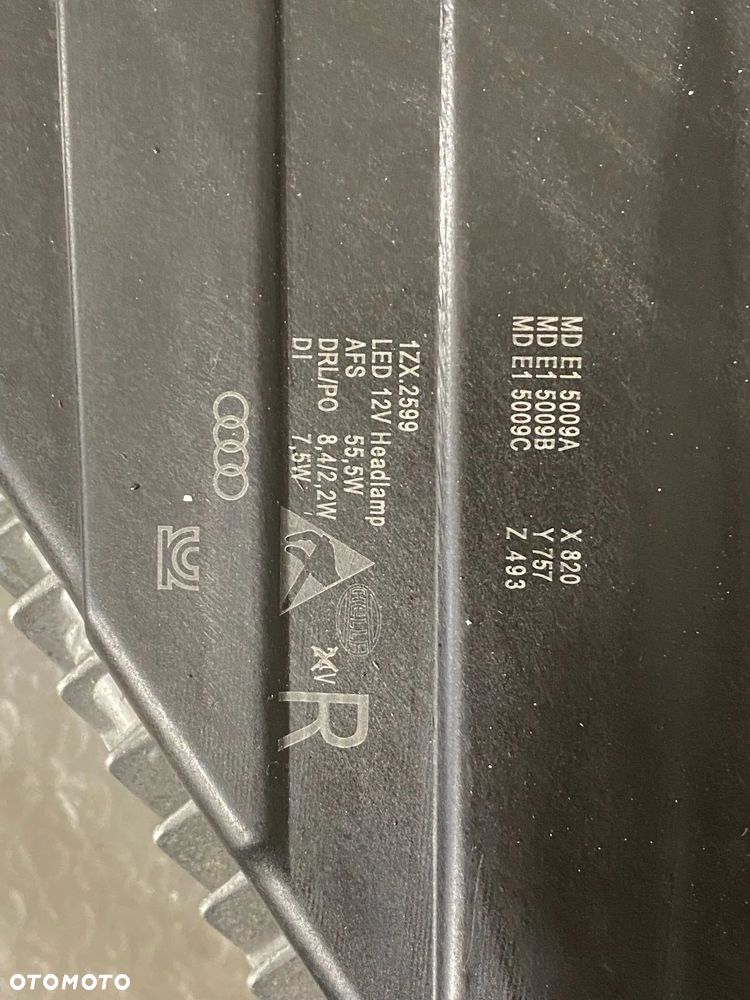 MD E1 5009A X 820
MD E1 5009B Y 757
MD E1 5009C Z 493
1ZX.2599
LED 12V Headlamp
AFS 55,5W
DRL/PO 8,4/2,2W
DI 7,5W
R
OTOMOTO